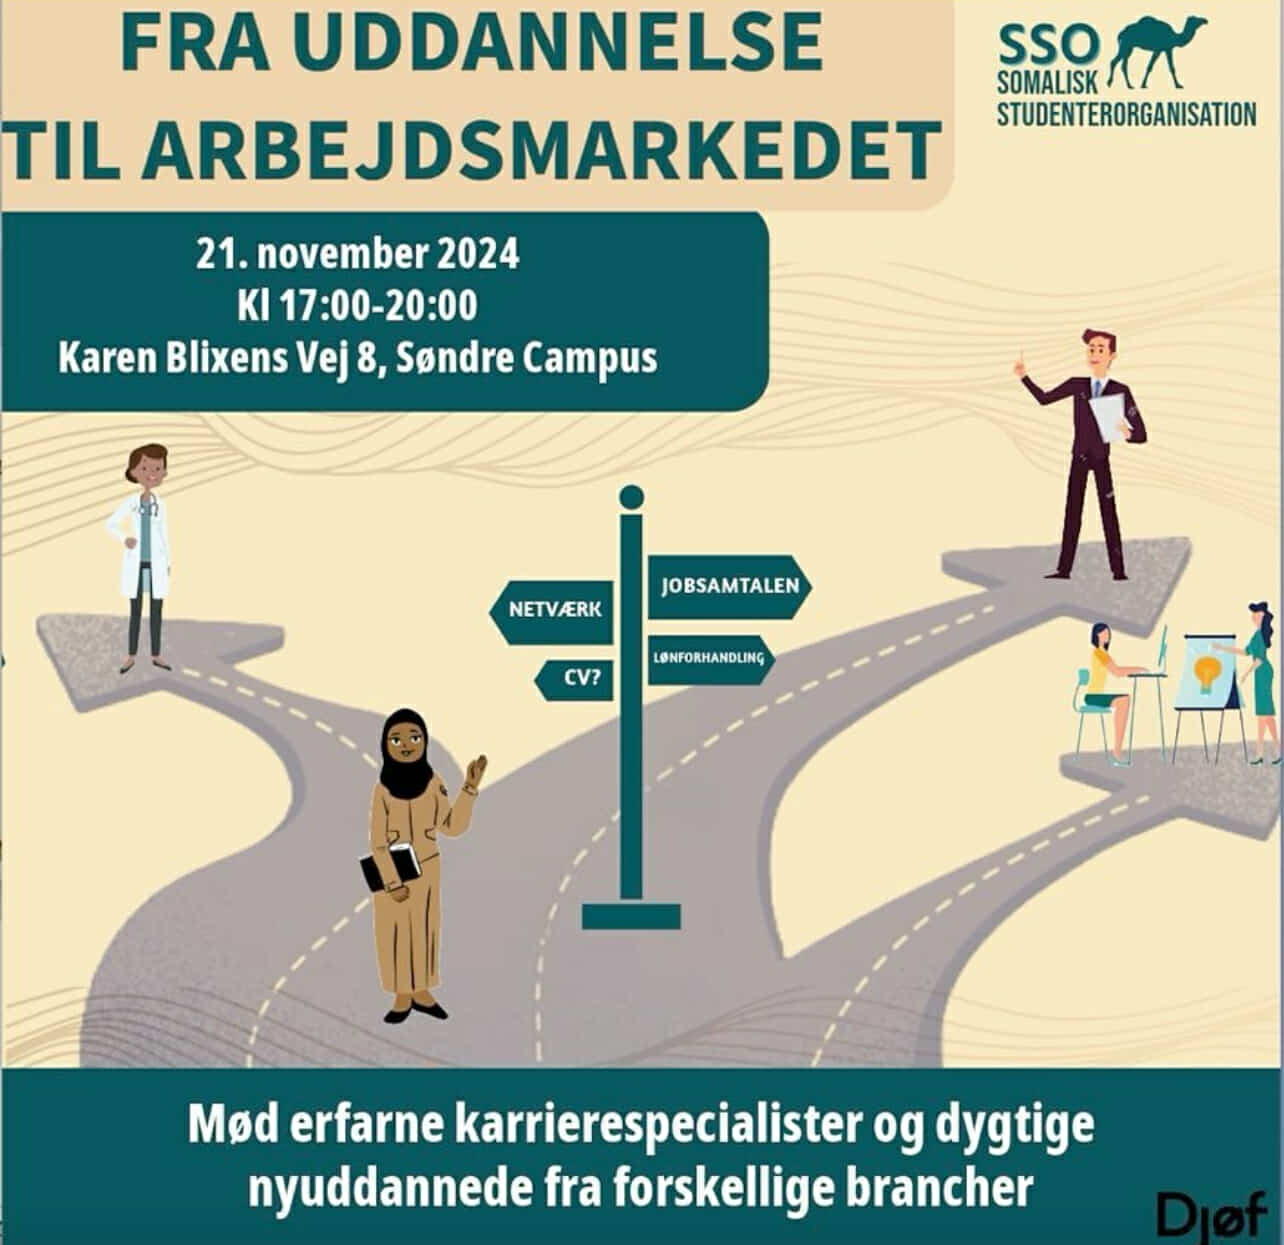 FRA UDDANNELSE
TIL ARBEJDSMARKEDET
SSO
SOMALISK
STUDENTERORGANISATION
21. november 2024
Kl 17:00-20:00
Karen Blixens Vej 8, Søndre Campus
NETVÆRK
JOBSAMTALEN
CV?
LØNFORHANDLING
Mød erfarne karrierespecialister og dygtige
nyuddannede fra forskellige brancher
Djøf